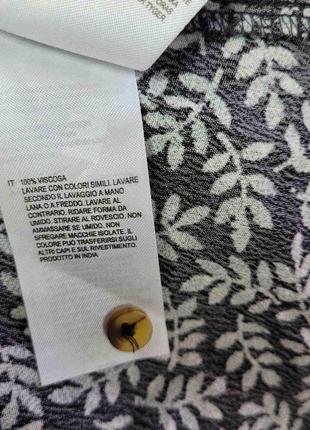 IT 100% VISCOSA
LAVARE CON COLORI SIMILI. LAVARE
SECONDO IL LAVAGGIO A MANO
LANA O A FREDDO. LAVARE AL
CONTRARIO. RIDARE FORMA DA
UMIDO. STIRARE AL ROVESCIO. NON
AMMASSARE SE UMIDO. NON
SFREGARE MACCHIE ISOLATE. IL
COLORE PUÒ TRASFERIRSI SUGLI
ALTRI CAPI E SUL RIVESTIMENTO.
PRODOTTO IN INDIA